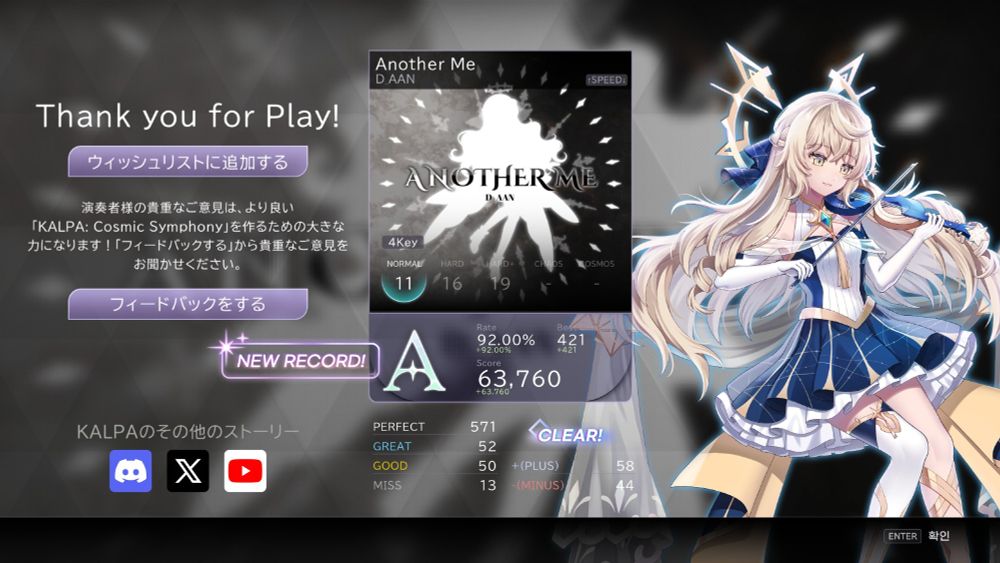 Thank you for Play!
ウィッシュリストに追加する
演奏者様の貴重なご意見は、より良い
「KALPA: Cosmic Symphony」を作るための大きな
力になります！「フィードバックする」から貴重なご意見を
お聞かせください。
フィードバックをする
NEW RECORD!
KALPAのその他のストーリー
Another Me
D_AAN
↑SPEED↓
ANOTHER ME
D_AAN
4Key
NORMAL HARD HARD+ CHAOS COSMOS
11 16 19 - -
A
Rate
92.00%
+92.00%
421
+421
Score
63,760
+63,760
PERFECT 571
GREAT 52
GOOD 50
MISS 13
CLEAR!
+(PLUS) 58
-(MINUS) 44
ENTER 확인